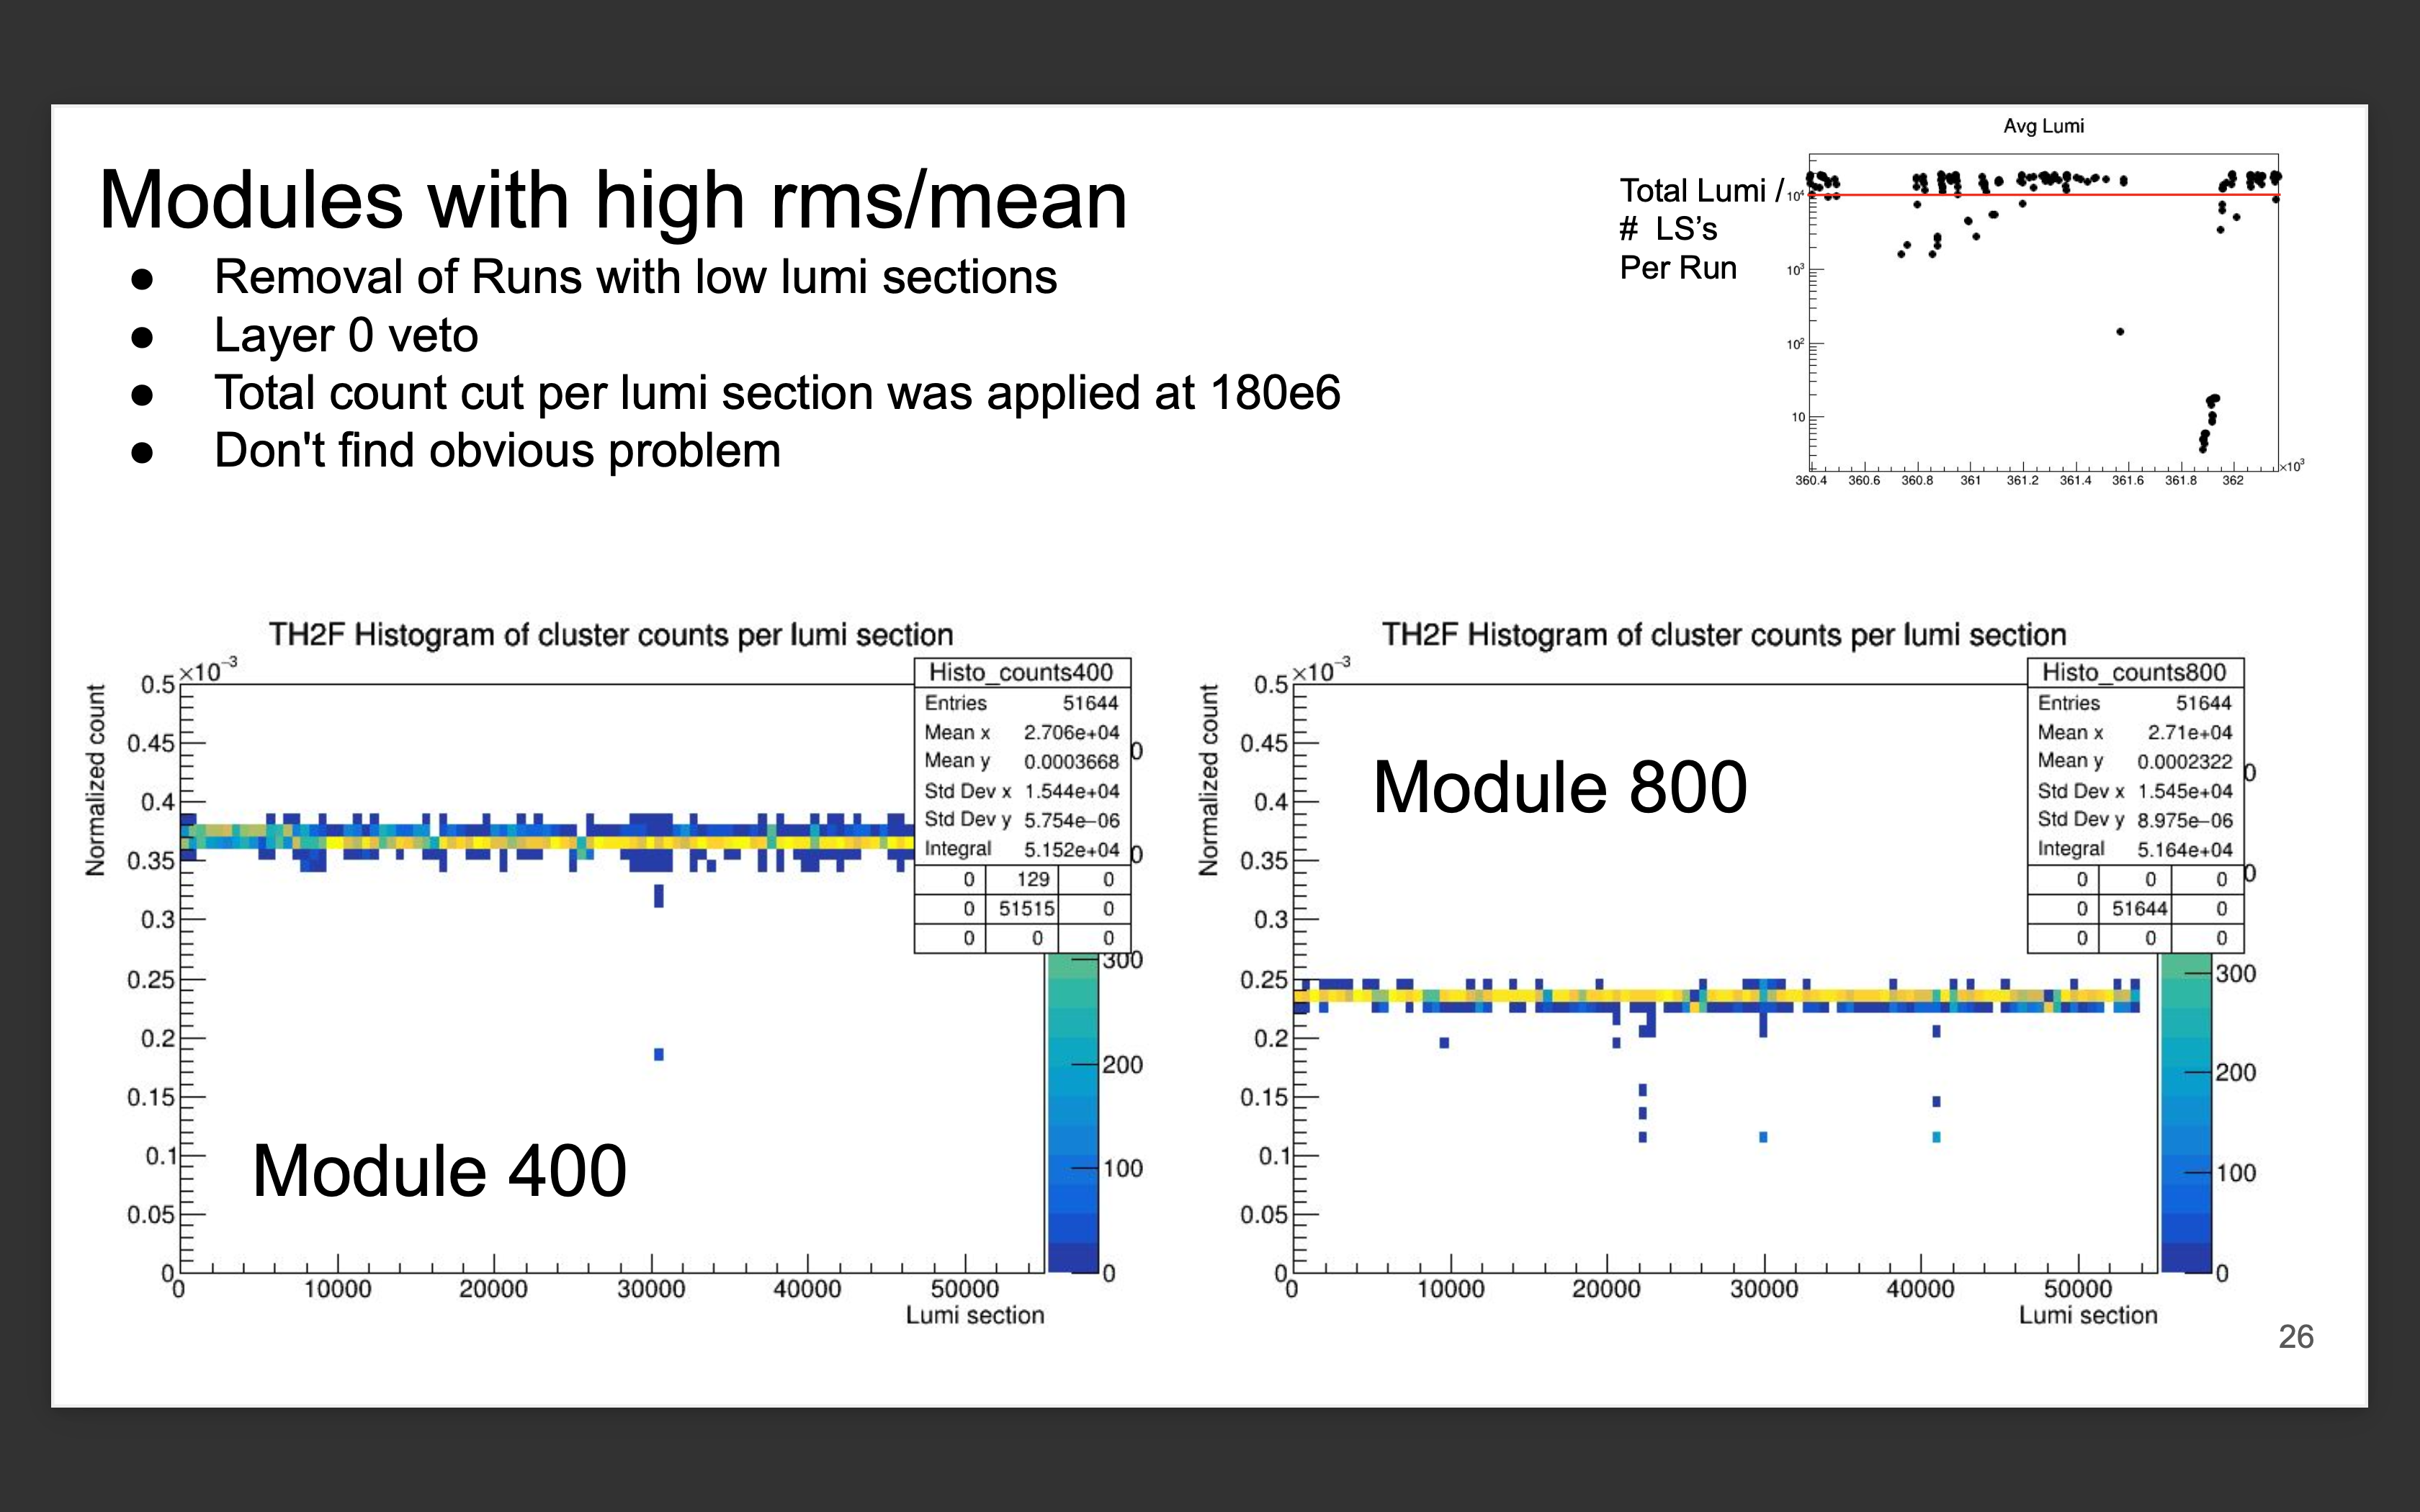 Modules with high rms/mean
● Removal of Runs with low lumi sections
● Layer 0 veto
● Total count cut per lumi section was applied at 180e6
● Don't find obvious problem
Total Lumi /
# LS's
Per Run
Avg Lumi
10⁴
10³
10²
10
360.4 360.6 360.8 361 361.2 361.4 361.6 361.8 362
×10³
TH2F Histogram of cluster counts per lumi section
×10⁻³
Normalized count
0.5
0.45
0.4
0.35
0.3
0.25
0.2
0.15
0.1
0.05
0
0 10000 20000 30000 40000 50000
Lumi section
Module 400
Histo_counts400
Entries 51644
Mean x 2.706e+04
Mean y 0.0003668
Std Dev x 1.544e+04
Std Dev y 5.754e−06
Integral 5.152e+04
0 129 0
0 51515 0
0 0 0
0
0
300
200
100
0
TH2F Histogram of cluster counts per lumi section
×10⁻³
Normalized count
0.5
0.45
0.4
0.35
0.3
0.25
0.2
0.15
0.1
0.05
0
0 10000 20000 30000 40000 50000
Lumi section
Module 800
Histo_counts800
Entries 51644
Mean x 2.71e+04
Mean y 0.0002322
Std Dev x 1.545e+04
Std Dev y 8.975e−06
Integral 5.164e+04
0 0 0
0 51644 0
0 0 0
0
0
300
200
100
0
26